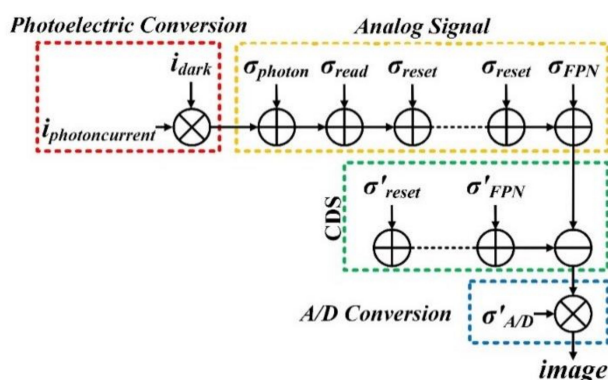 Photoelectric Conversion
Analog Signal
i_dark
σ_photon σ_read σ_reset σ_reset σ_FPN
i_photoncurrent
σ'_reset σ'_FPN
CDS
A/D Conversion
σ'_A/D
image